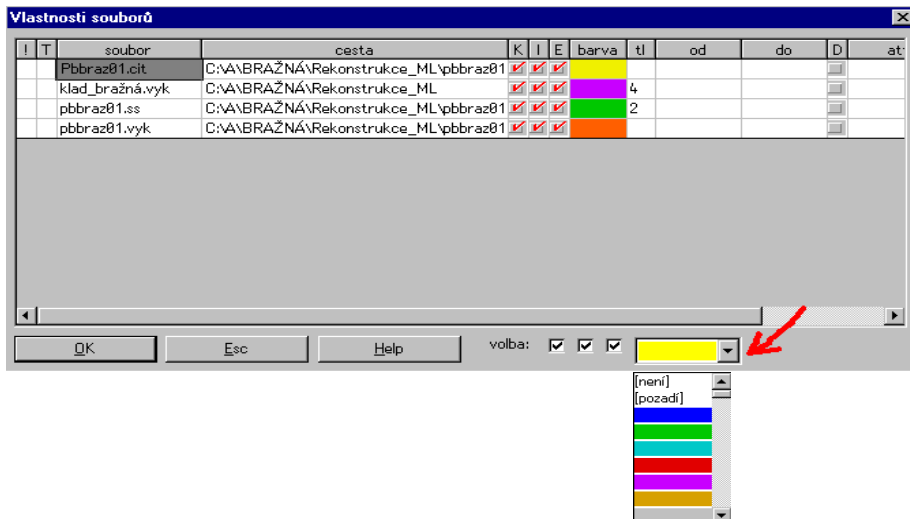 Vlastnosti souborů
! T soubor cesta K I E barva tl od do D at
Pbbraz01.cit C:\A\BRAŽNÁ\Rekonstrukce_ML\pbbraz01
klad_bražná.vyk C:\A\BRAŽNÁ\Rekonstrukce_ML 4
pbbraz01.ss C:\A\BRAŽNÁ\Rekonstrukce_ML\pbbraz01 2
pbbraz01.vyk C:\A\BRAŽNÁ\Rekonstrukce_ML\pbbraz01
OK Esc Help volba:
[není]
[pozadí]